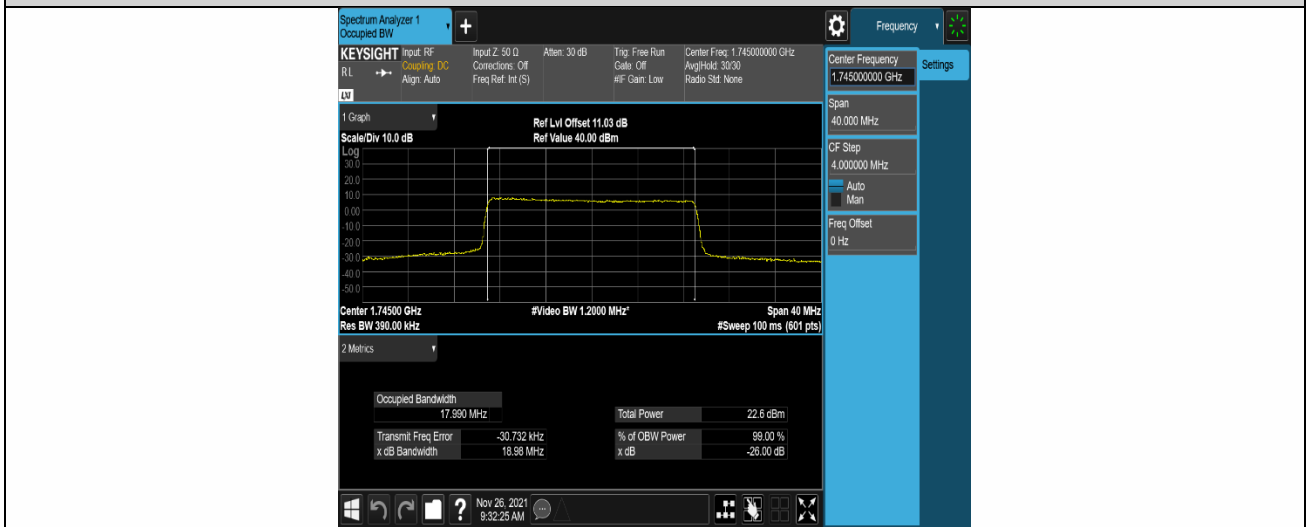 Spectrum Analyzer 1
Occupied BW
+
Frequency
KEYSIGHT
RL
LXI
Input: RF
Coupling: DC
Align: Auto
Input Z: 50 Ω
Corrections: Off
Freq Ref: Int (S)
Atten: 30 dB
Trig: Free Run
Gate: Off
#IF Gain: Low
Center Freq: 1.745000000 GHz
Avg|Hold: 30/30
Radio Std: None
Center Frequency
1.745000000 GHz
Settings
Span
40.000 MHz
CF Step
4.000000 MHz
Auto
Man
Freq Offset
0 Hz
1 Graph
Scale/Div 10.0 dB
Ref Lvl Offset 11.03 dB
Ref Value 40.00 dBm
Log
30.0
20.0
10.0
0.00
-10.0
-20.0
-30.0
-40.0
-50.0
Center 1.74500 GHz
#Video BW 1.2000 MHz*
Span 40 MHz
Res BW 390.00 kHz
#Sweep 100 ms (601 pts)
2 Metrics
Occupied Bandwidth
17.990 MHz
Total Power 22.6 dBm
Transmit Freq Error -30.732 kHz
% of OBW Power 99.00 %
x dB Bandwidth 18.98 MHz
x dB -26.00 dB
?
Nov 26, 2021
9:32:25 AM